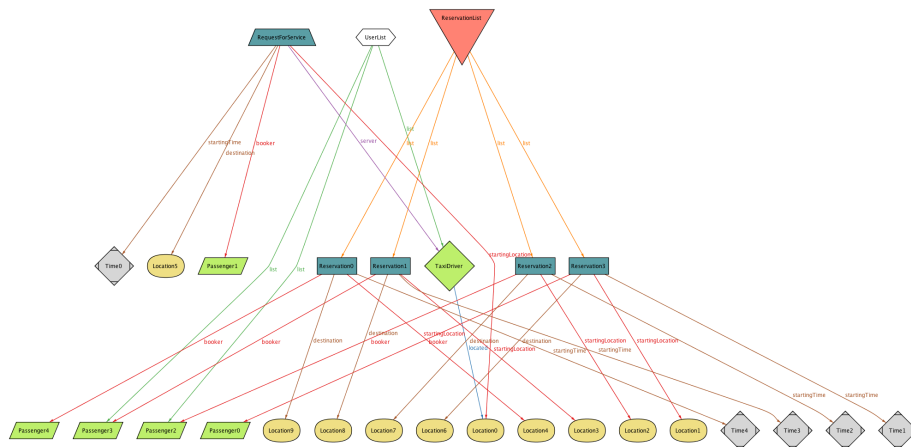 ReservationList
RequestForService
UserList
list
startingTime
server
booker
list
list
list
list
destination
startingLocation
Time0
Location5
Passenger1
Reservation0
Reservation1
TaxiDriver
Reservation2
Reservation3
list
list
destination
startingLocation
startingLocation
startingLocation
booker
booker
destination
booker
booker
destination
destination
located
startingLocation
startingTime
startingTime
startingTime
startingTime
Passenger4
Passenger3
Passenger2
Passenger0
Location9
Location8
Location7
Location6
Location0
Location4
Location3
Location2
Location1
Time4
Time3
Time2
Time1